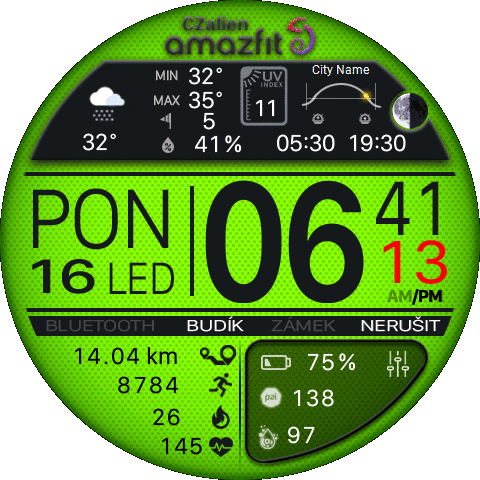 CZalien
amazfit
MIN 32°
MAX 35°
5
32°
41%
UV
INDEX
11
City Name
05:30 19:30
PON
16 LED
06
41
13
AM/PM
BLUETOOTH BUDÍK ZÁMEK NERUŠIT
14.04 km
8784
26
145
75%
pai 138
97